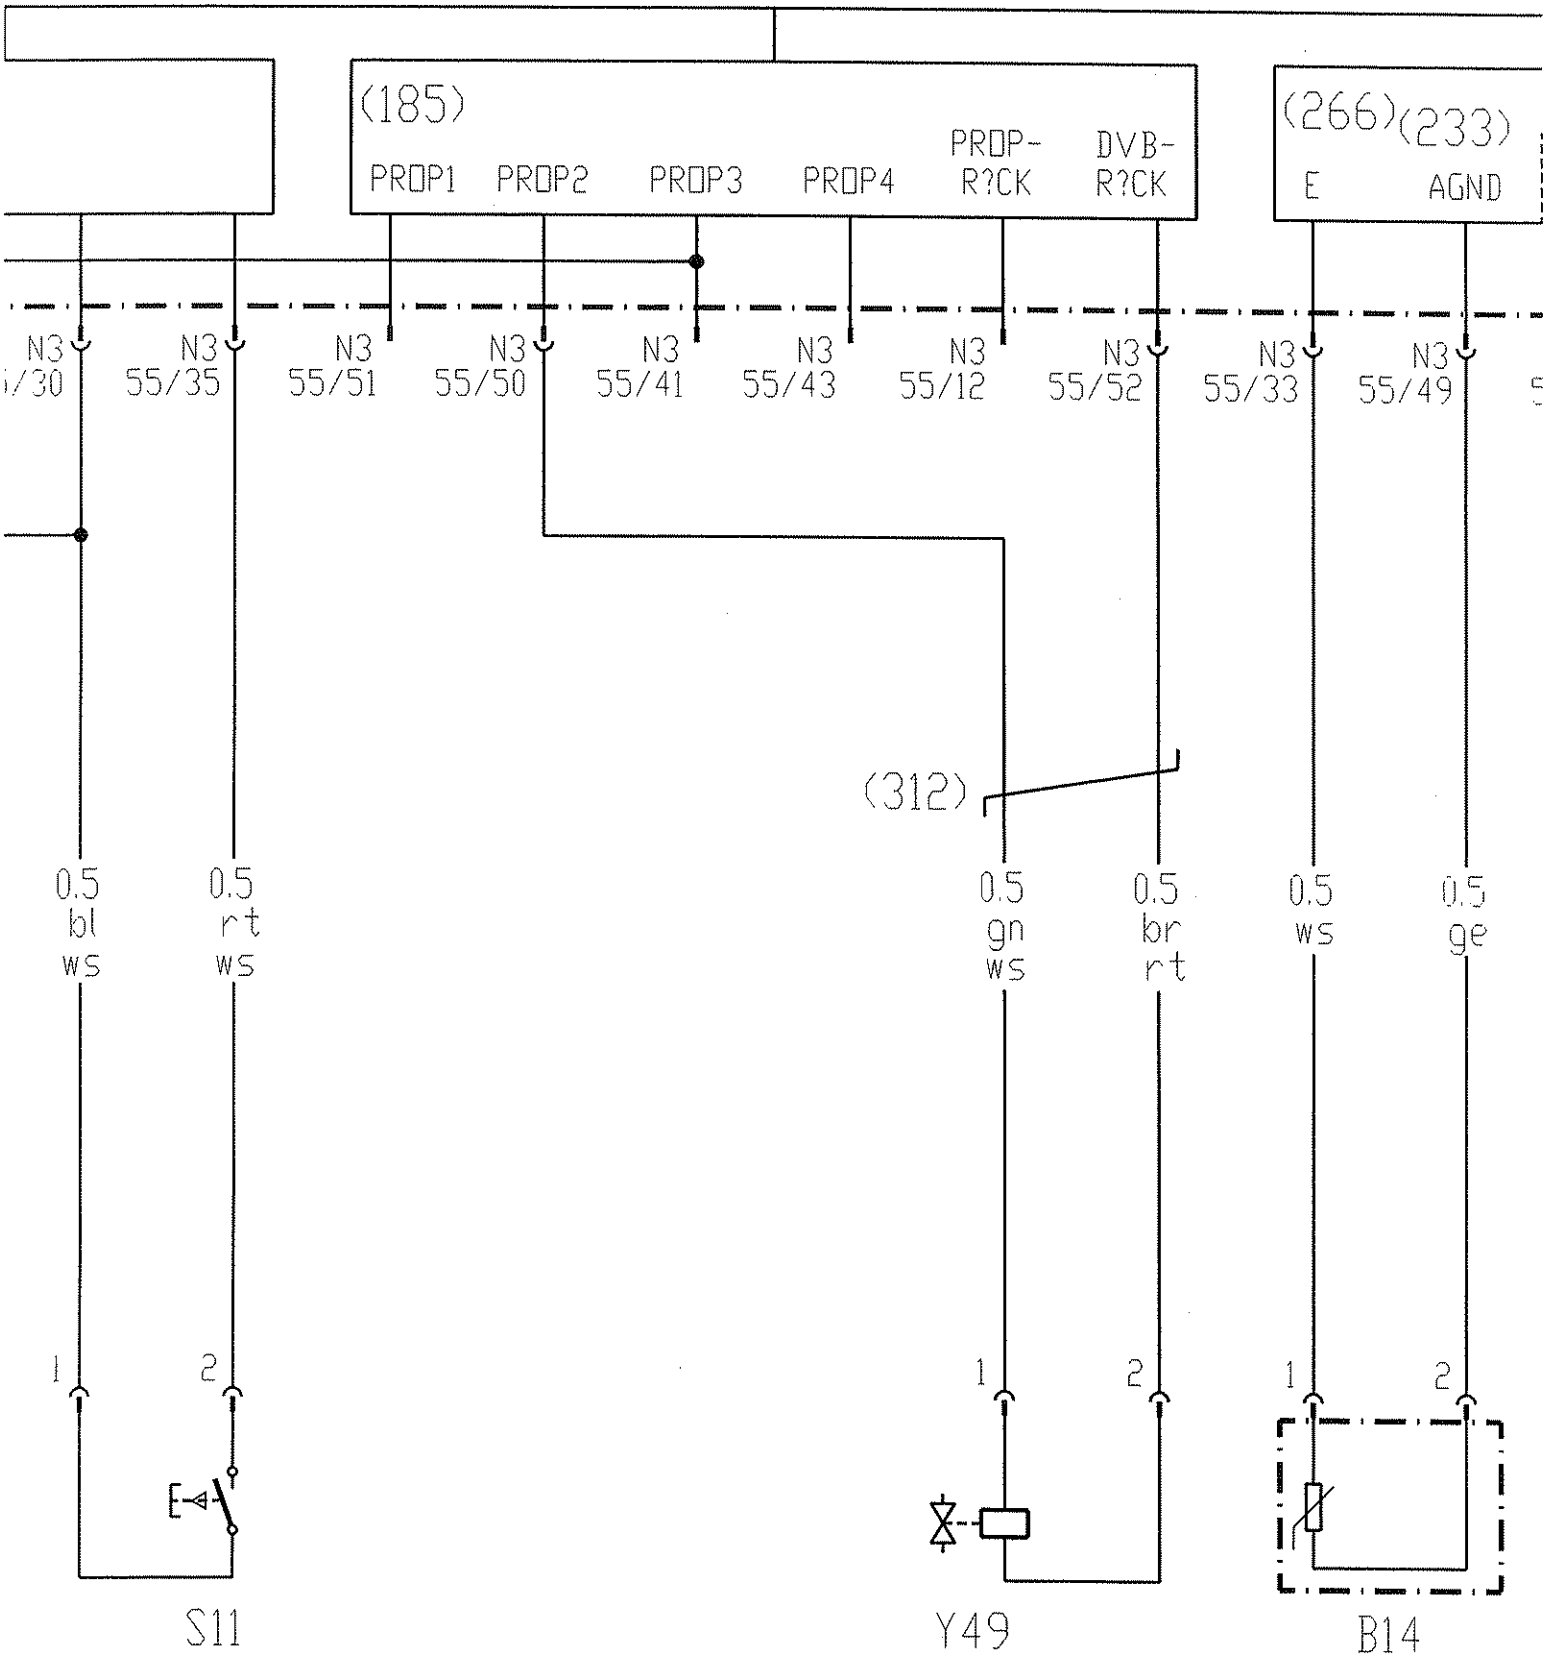 (185)
(266)
(233)
PROP-
DVB-
PROP1
PROP2
PROP3
PROP4
R?CK
R?CK
E
AGND
N3
N3
N3
N3
N3
N3
N3
N3
N3
N3
/30
55/35
55/51
55/50
55/41
55/43
55/12
55/52
55/33
55/49
(312)
0.5
0.5
0.5
0.5
0.5
0.5
bl
rt
gn
br
ws
ge
ws
ws
ws
rt
1
2
1
2
1
2
S11
Y49
B14